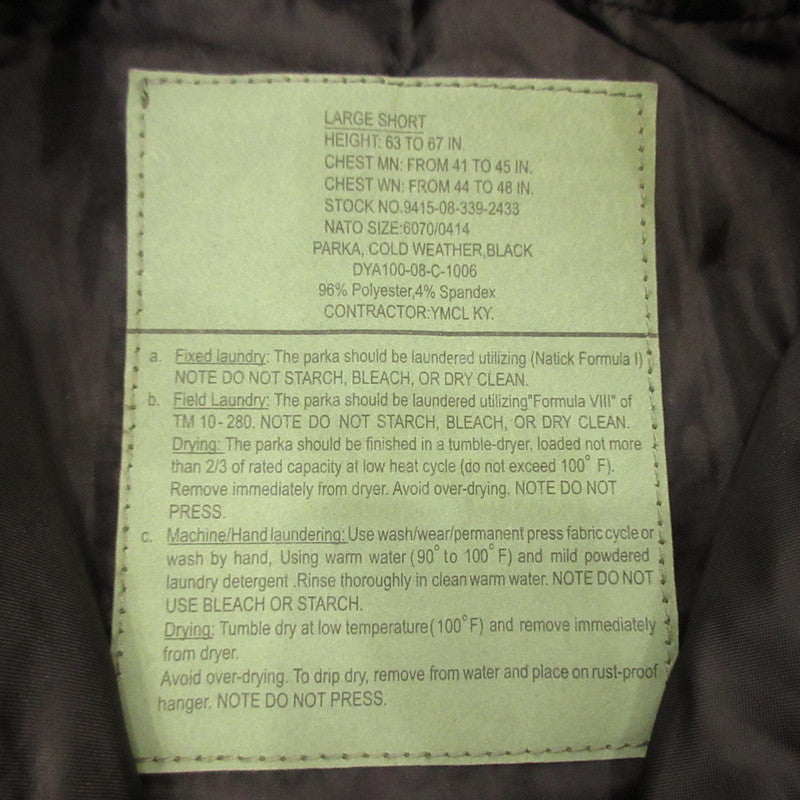 LARGE SHORT
HEIGHT: 63 TO 67 IN.
CHEST MN: FROM 41 TO 45 IN.
CHEST WN: FROM 44 TO 48 IN.
STOCK NO.9415-08-339-2433
NATO SIZE:6070/0414
PARKA, COLD WEATHER,BLACK
DYA100-08-C-1006
96% Polyester,4% Spandex
CONTRACTOR:YMCL KY.
a. Fixed laundry: The parka should be laundered utilizing (Natick Formula I)
NOTE DO NOT STARCH, BLEACH, OR DRY CLEAN.
b. Field Laundry: The parka should be laundered utilizing"Formula VIII" of
TM 10-280. NOTE DO NOT STARCH, BLEACH, OR DRY CLEAN.
Drying: The parka should be finished in a tumble-dryer. loaded not more
than 2/3 of rated capacity at low heat cycle (do not exceed 100° F).
Remove immediately from dryer. Avoid over-drying. NOTE DO NOT
PRESS.
c. Machine/Hand laundering: Use wash/wear/permanent press fabric cycle or
wash by hand, Using warm water (90° to 100° F) and mild powdered
laundry detergent .Rinse thoroughly in clean warm water. NOTE DO NOT
USE BLEACH OR STARCH.
Drying: Tumble dry at low temperature(100°F) and remove immediately
from dryer.
Avoid over-drying. To drip dry, remove from water and place on rust-proof
hanger. NOTE DO NOT PRESS.